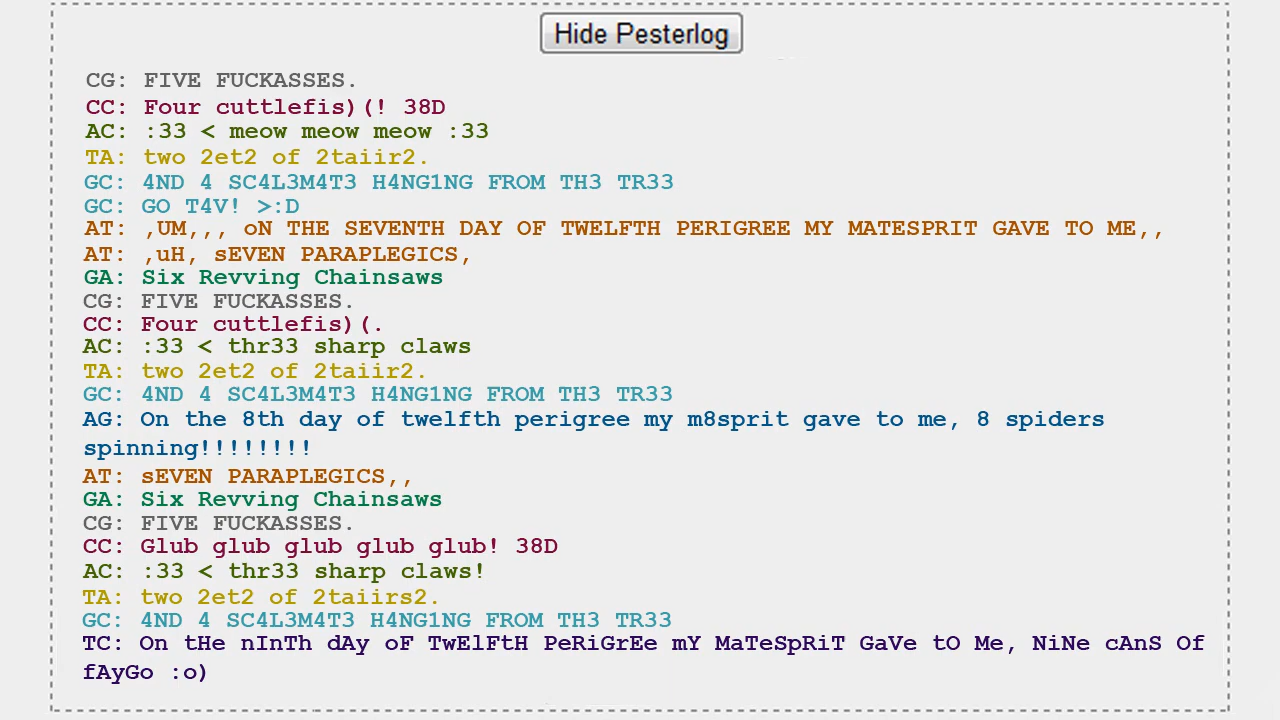 Hide Pesterlog
CG: FIVE FUCKASSES.
CC: Four cuttlefis)(! 38D
AC: :33 < meow meow meow :33
TA: two 2et2 of 2taiir2.
GC: 4ND 4 SC4L3M4T3 H4NG1NG FROM TH3 TR33
GC: GO T4V! >:D
AT: ,UM,,, oN THE SEVENTH DAY OF TWELFTH PERIGREE MY MATESPRIT GAVE TO ME,,
AT: ,uH, sEVEN PARAPLEGICS,
GA: Six Revving Chainsaws
CG: FIVE FUCKASSES.
CC: Four cuttlefis)(.
AC: :33 < thr33 sharp claws
TA: two 2et2 of 2taiir2.
GC: 4ND 4 SC4L3M4T3 H4NG1NG FROM TH3 TR33
AG: On the 8th day of twelfth perigree my m8sprit gave to me, 8 spiders
spinning!!!!!!!!
AT: sEVEN PARAPLEGICS,,
GA: Six Revving Chainsaws
CG: FIVE FUCKASSES.
CC: Glub glub glub glub glub! 38D
AC: :33 < thr33 sharp claws!
TA: two 2et2 of 2taiirs2.
GC: 4ND 4 SC4L3M4T3 H4NG1NG FROM TH3 TR33
TC: On tHe nInTh dAy oF TwElFtH PeRiGrEe mY MaTeSpRiT GaVe tO Me, NiNe cAnS Of
fAyGo :o)